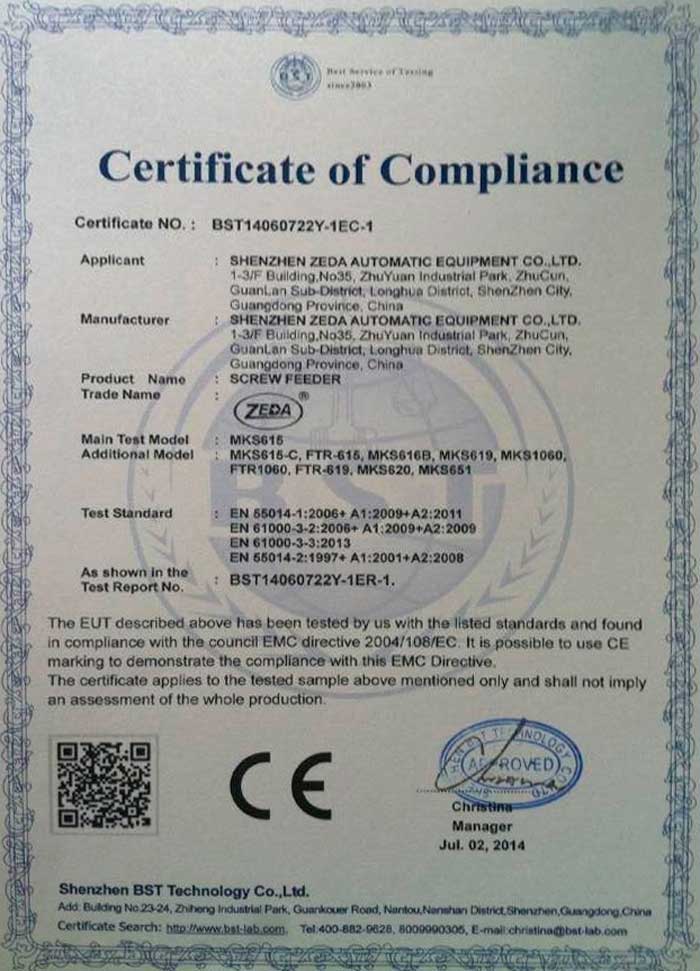 BST
Best Service of Testing
since2003
Certificate of Compliance
Certificate NO. : BST14060722Y-1EC-1
Applicant : SHENZHEN ZEDA AUTOMATIC EQUIPMENT CO.,LTD.
1-3/F Building,No35, ZhuYuan Industrial Park, ZhuCun,
GuanLan Sub-District, Longhua District, ShenZhen City,
Guangdong Province, China
Manufacturer : SHENZHEN ZEDA AUTOMATIC EQUIPMENT CO.,LTD.
1-3/F Building,No35, ZhuYuan Industrial Park, ZhuCun,
GuanLan Sub-District, Longhua District, ShenZhen City,
Guangdong Province, China
Product Name : SCREW FEEDER
Trade Name : ZEDA ®
Main Test Model : MKS615
Additional Model : MKS615-C, FTR-615, MKS616B, MKS619, MKS1060,
FTR1060, FTR-619, MKS620, MKS651
BST
Test Standard : EN 55014-1:2006+ A1:2009+A2:2011
EN 61000-3-2:2006+ A1:2009+A2:2009
EN 61000-3-3:2013
EN 55014-2:1997+ A1:2001+A2:2008
As shown in the
Test Report No. : BST14060722Y-1ER-1.
The EUT described above has been tested by us with the listed standards and found
in compliance with the council EMC directive 2004/108/EC. It is possible to use CE
marking to demonstrate the compliance with this EMC Directive.
The certificate applies to the tested sample above mentioned only and shall not imply
an assessment of the whole production.
CE
APPROVED
Christina
Manager
Jul. 02, 2014
Shenzhen BST Technology Co.,Ltd.
Add: Building No.23-24, Zhiheng Industrial Park, Guankouer Road, Nantou,Nanshan District,Shenzhen,Guangdong,China
Certificate Search: http://www.bst-lab.com, Tel:400-882-9628, 8009990305, E-mail:christina@bst-lab.com